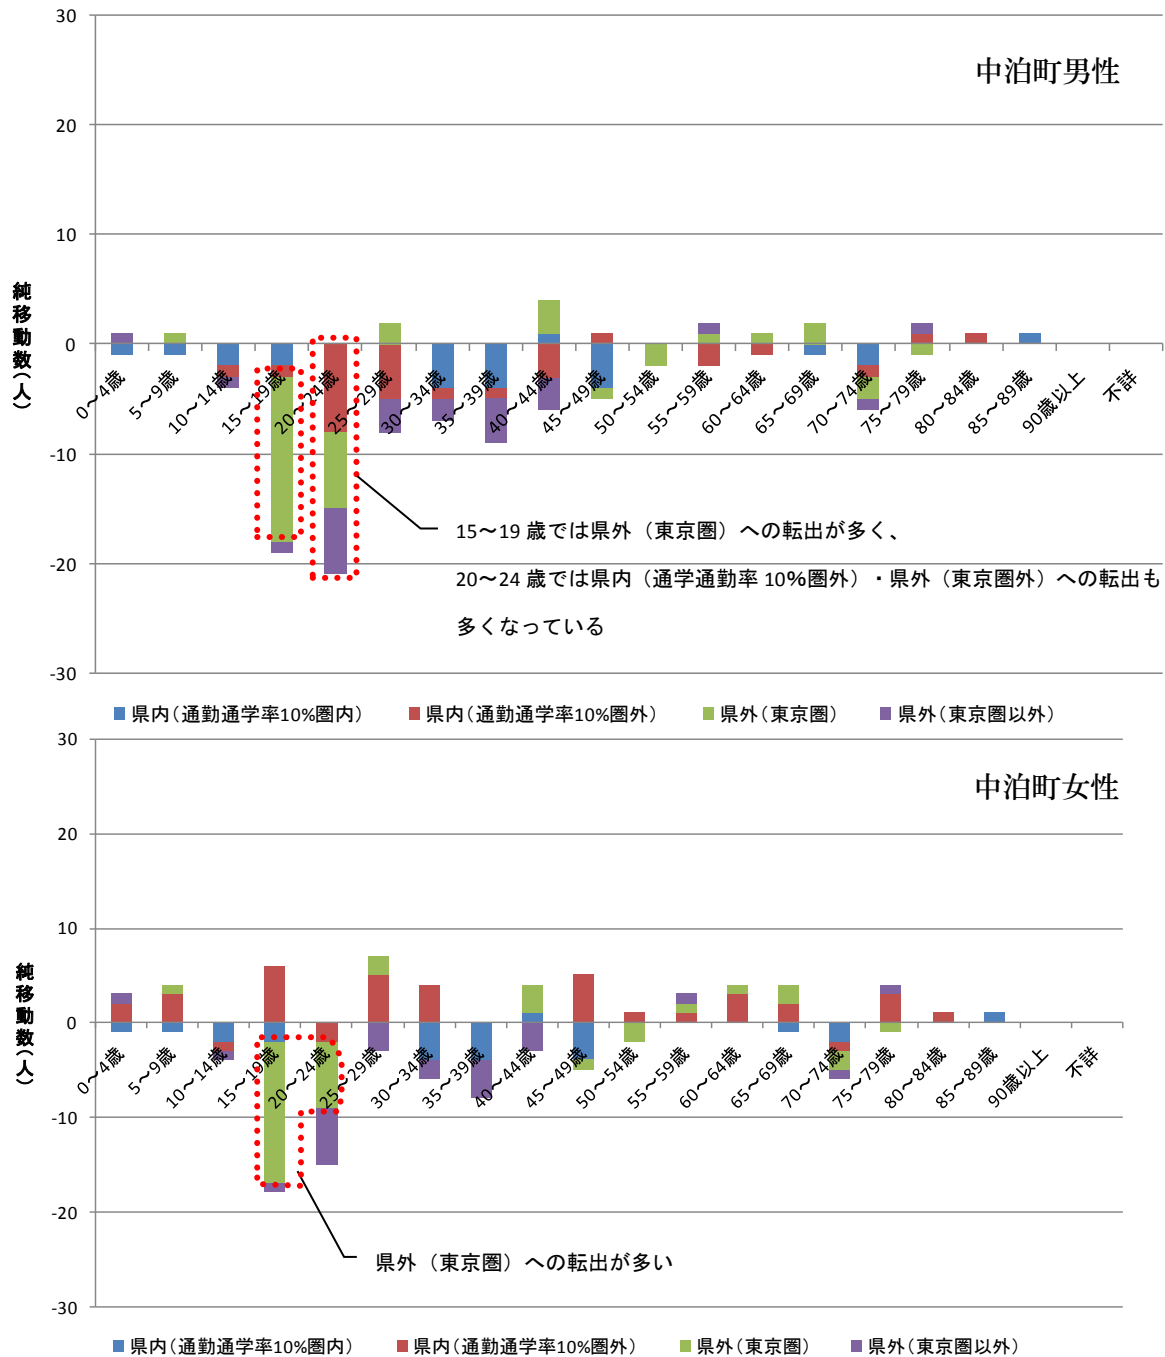 30
中泊町男性
20
10
純移動数(人)
0
-10
-20
-30
0～4歳
5～9歳
10～14歳
15～19歳
20～24歳
25～29歳
30～34歳
35～39歳
40～44歳
45～49歳
50～54歳
55～59歳
60～64歳
65～69歳
70～74歳
75～79歳
80～84歳
85～89歳
90歳以上
不詳
15～19 歳では県外（東京圏）への転出が多く、
20～24 歳では県内（通学通勤率 10%圏外）・県外（東京圏外）への転出も
多くなっている
県内(通勤通学率10%圏内) 県内(通勤通学率10%圏外) 県外(東京圏) 県外(東京圏以外)
30
中泊町女性
20
10
純移動数(人)
0
-10
-20
-30
0～4歳
5～9歳
10～14歳
15～19歳
20～24歳
25～29歳
30～34歳
35～39歳
40～44歳
45～49歳
50～54歳
55～59歳
60～64歳
65～69歳
70～74歳
75～79歳
80～84歳
85～89歳
90歳以上
不詳
県外（東京圏）への転出が多い
県内(通勤通学率10%圏内) 県内(通勤通学率10%圏外) 県外(東京圏) 県外(東京圏以外)